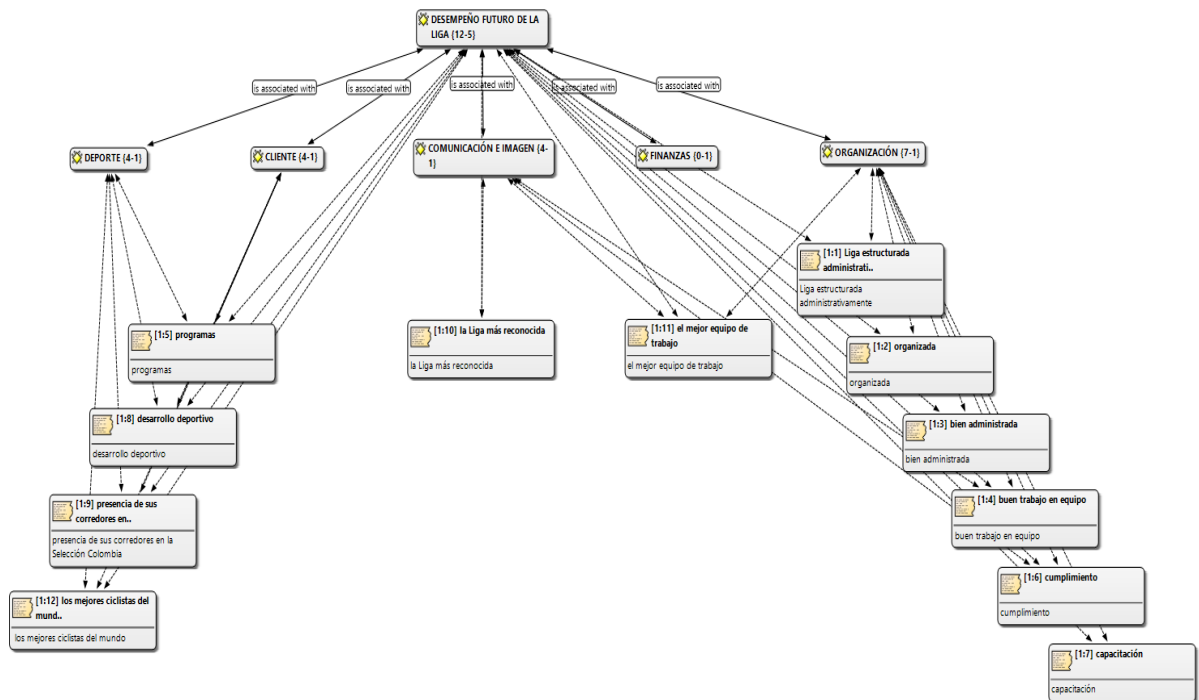 DESEMPEÑO FUTURO DE LA
LIGA {12-5}
is associated with
is associated with
is associated with
is associated with
is associated with
DEPORTE {4-1}
CLIENTE {4-1}
COMUNICACIÓN E IMAGEN {4-
1]
FINANZAS {0-1}
ORGANIZACIÓN {7-1}
[1:1] Liga estructurada
administrati..
Liga estructurada
administrativamente
[1:5] programas
programas
[1:10] la Liga más reconocida
la Liga más reconocida
[1:11] el mejor equipo de
trabajo
el mejor equipo de trabajo
[1:2] organizada
organizada
[1:8] desarrollo deportivo
desarrollo deportivo
[1:3] bien administrada
bien administrada
[1:9] presencia de sus
corredores en..
presencia de sus corredores en la
Selección Colombia
[1:4] buen trabajo en equipo
buen trabajo en equipo
[1:12] los mejores ciclistas del
mund..
los mejores ciclistas del mundo
[1:6] cumplimiento
cumplimiento
[1:7] capacitación
capacitación